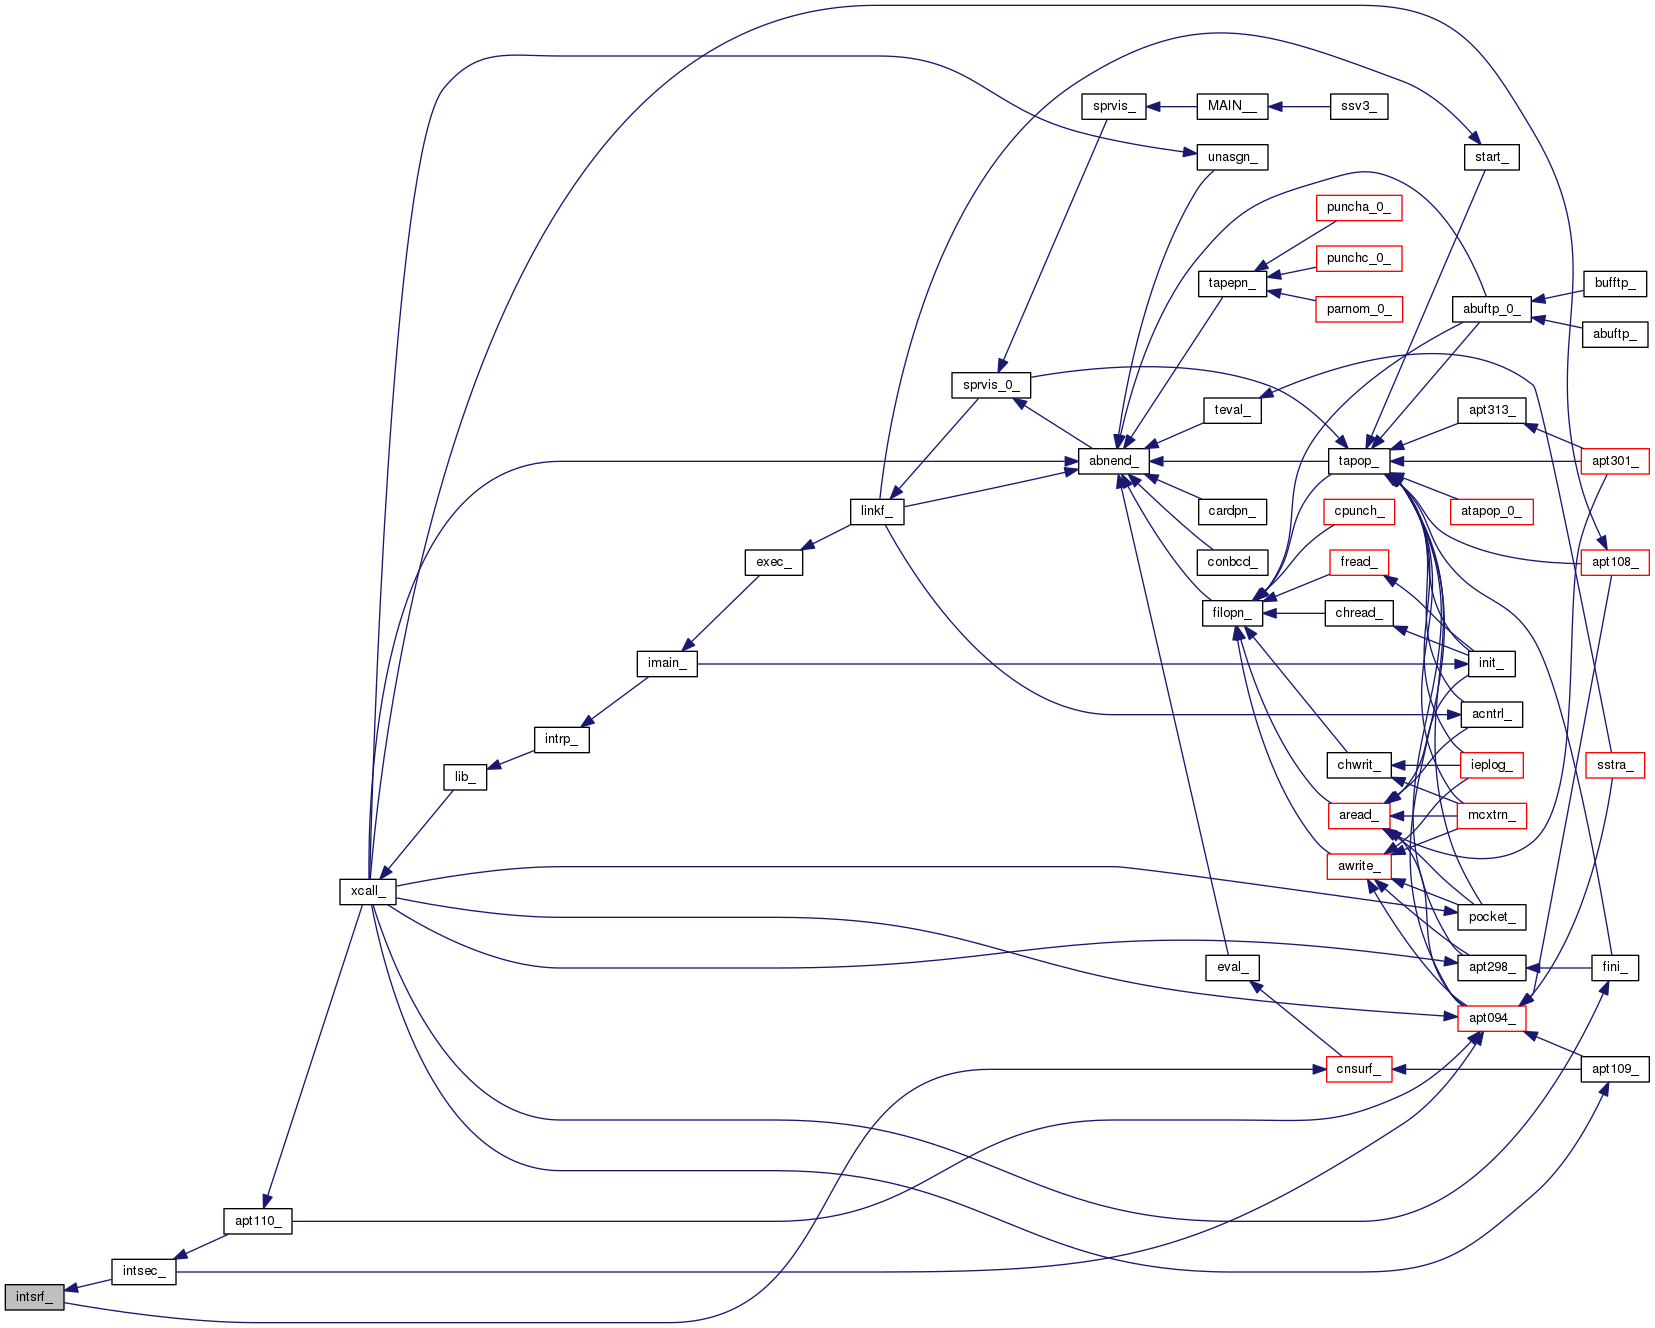 sprvis_
MAIN__
ssv3_
unasgn_
start_
puncha_0_
punchc_0_
tapepn_
parnom_0_
abuftp_0_
bufftp_
abuftp_
sprvis_0_
teval_
apt313_
abnend_
tapop_
apt301_
linkf_
cardpn_
cpunch_
atapop_0_
exec_
conbcd_
fread_
apt108_
filopn_
chread_
imain_
init_
acntrl_
intrp_
lib_
chwrit_
ieplog_
sstra_
aread_
mcxtrn_
awrite_
xcall_
pocket_
eval_
apt298_
fini_
apt094_
cnsurf_
apt109_
apt110_
intsec_
intsrf_